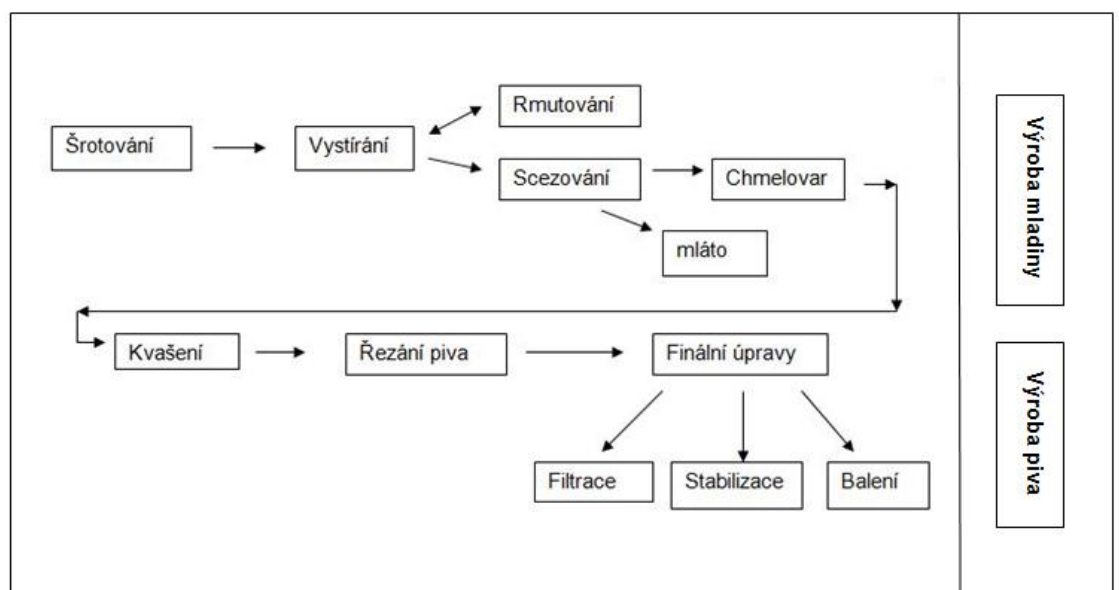 Rmutování
Šrotování
Vystírání
Scezování
Chmelovar
mláto
Výroba mladiny
Kvašení
Řezání piva
Finální úpravy
Filtrace
Stabilizace
Balení
Výroba piva